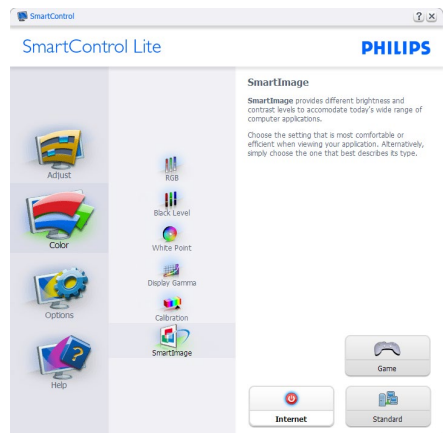 SmartControl
SmartControl Lite
PHILIPS
Adjust
Color
Options
Help
RGB
Black Level
White Point
Display Gamma
Calibration
SmartImage
SmartImage
SmartImage provides different brightness and
contrast levels to accomodate today's wide range of
computer applications.
Choose the setting that is most comfortable or
efficient when viewing your application. Alternatively,
simply choose the one that best describes its type.
Game
Internet
Standard